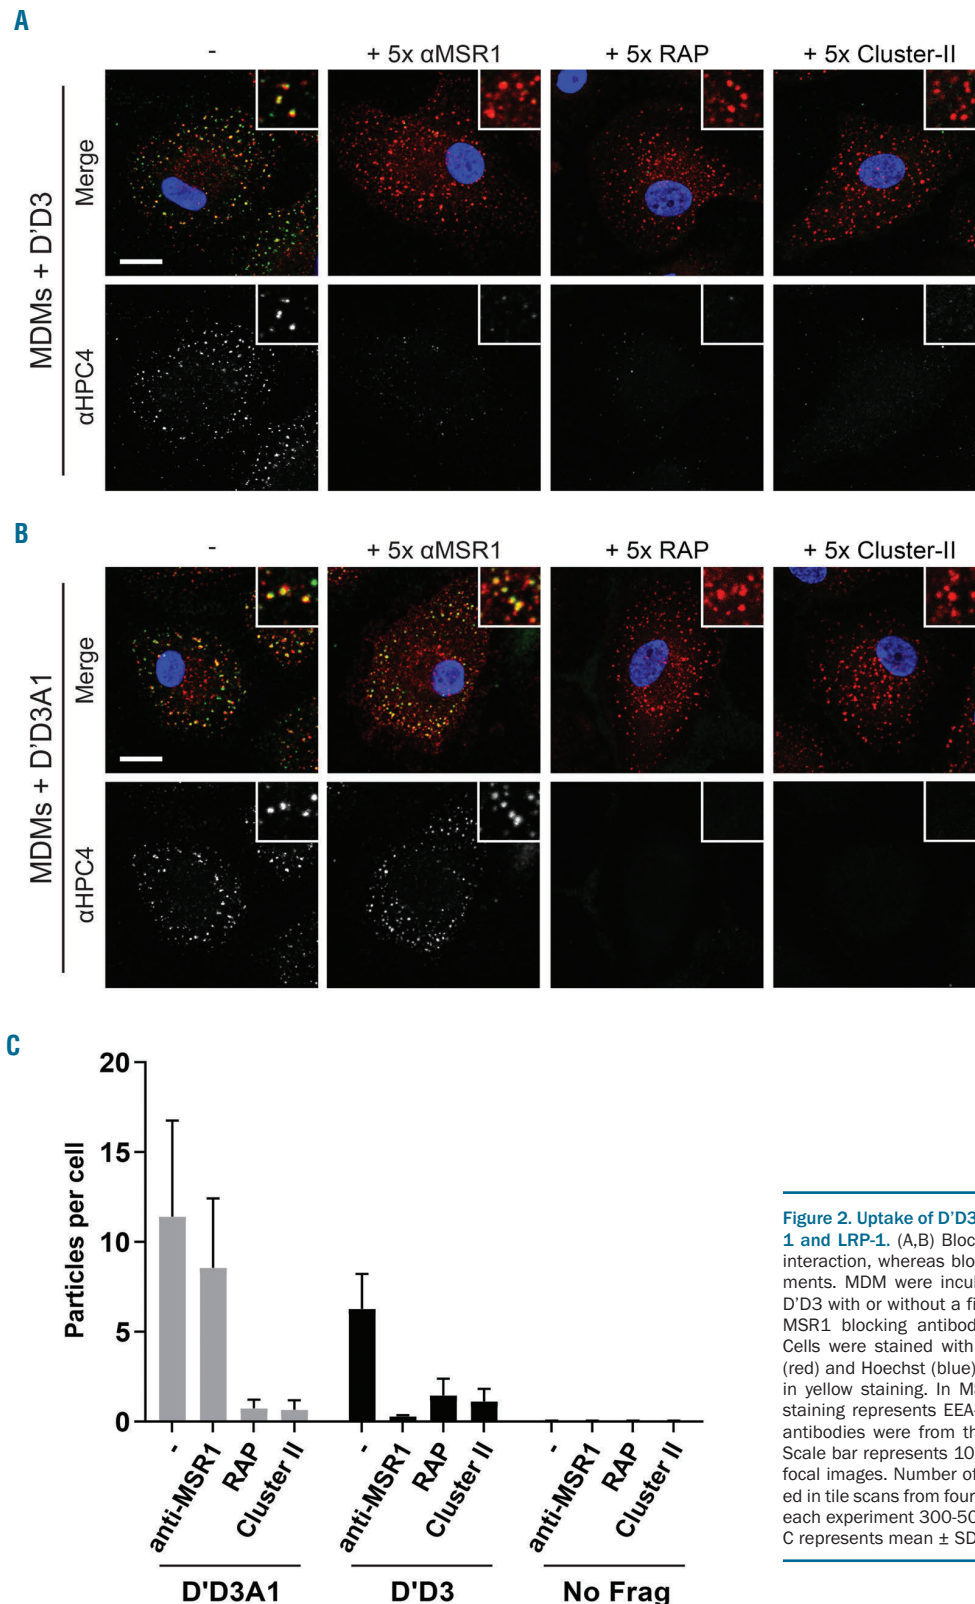 A
-
+ 5x αMSR1
+ 5x RAP
+ 5x Cluster-II
MDMs + D'D3
Merge
αHPC4
B
-
+ 5x αMSR1
+ 5x RAP
+ 5x Cluster-II
MDMs + D'D3A1
Merge
αHPC4
C
Particles per cell
20
15
10
5
0
-
anti-MSR1
RAP
Cluster II
-
anti-MSR1
RAP
Cluster II
-
anti-MSR1
RAP
Cluster II
D'D3A1
D'D3
No Frag
Figure 2. Uptake of D'D3
1 and LRP-1. (A,B) Bloc
interaction, whereas blo
ments. MDM were incul
D'D3 with or without a fi
MSR1 blocking antibod
Cells were stained with
(red) and Hoechst (blue)
in yellow staining. In M
staining represents EEA-
antibodies were from th
Scale bar represents 10
focal images. Number of
ed in tile scans from four
each experiment 300-50
C represents mean ± SD